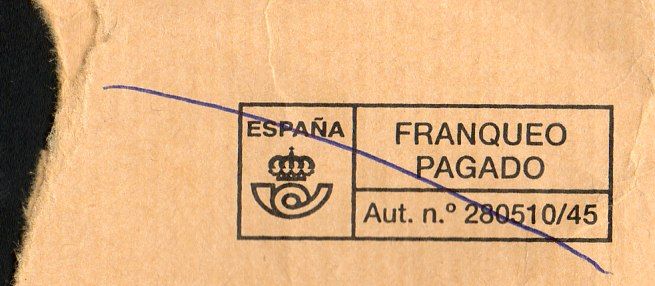 ESPAÑA
FRANQUEO
PAGADO
Aut. n.º 280510/45